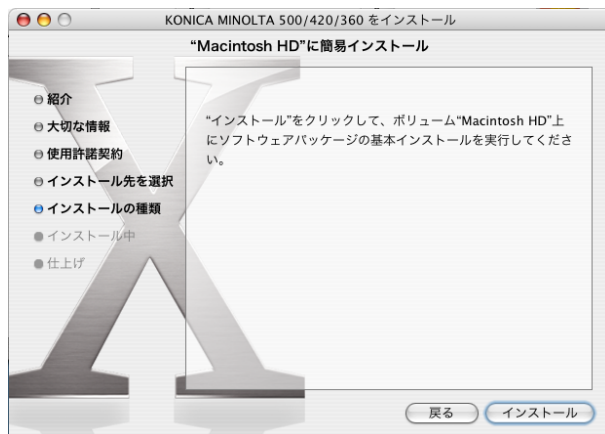 KONICA MINOLTA 500/420/360 をインストール
“Macintosh HD”に簡易インストール
紹介
大切な情報
使用許諾契約
インストール先を選択
インストールの種類
インストール中
仕上げ
“インストール”をクリックして、ボリューム“Macintosh HD”上
にソフトウェアパッケージの基本インストールを実行してくださ
い。
戻る
インストール